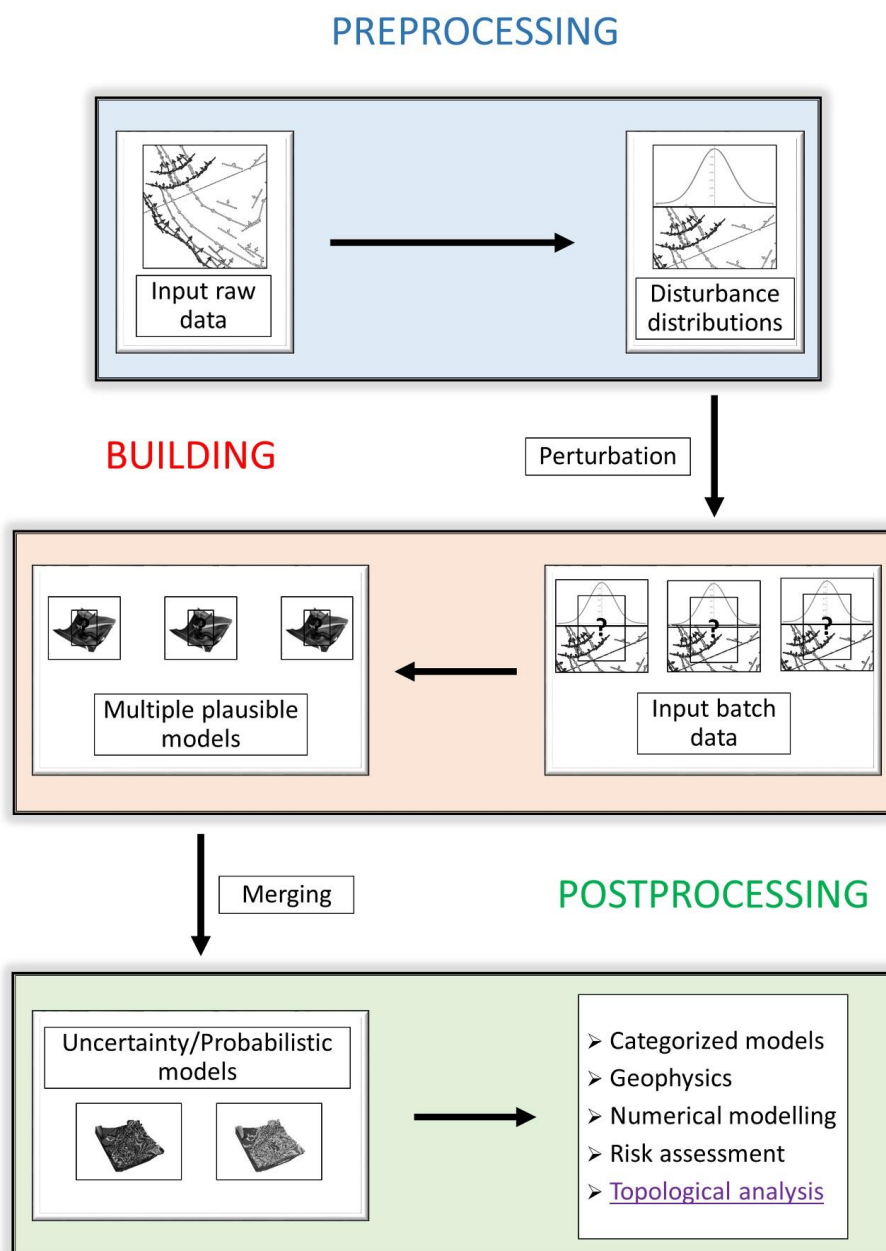 PREPROCESSING
Input raw
data
Disturbance
distributions
BUILDING
Perturbation
? ? ?
? ? ?
Multiple plausible
models
Input batch
data
Merging
POSTPROCESSING
Uncertainty/Probabilistic
models
➢ Categorized models
➢ Geophysics
➢ Numerical modelling
➢ Risk assessment
➢ Topological analysis